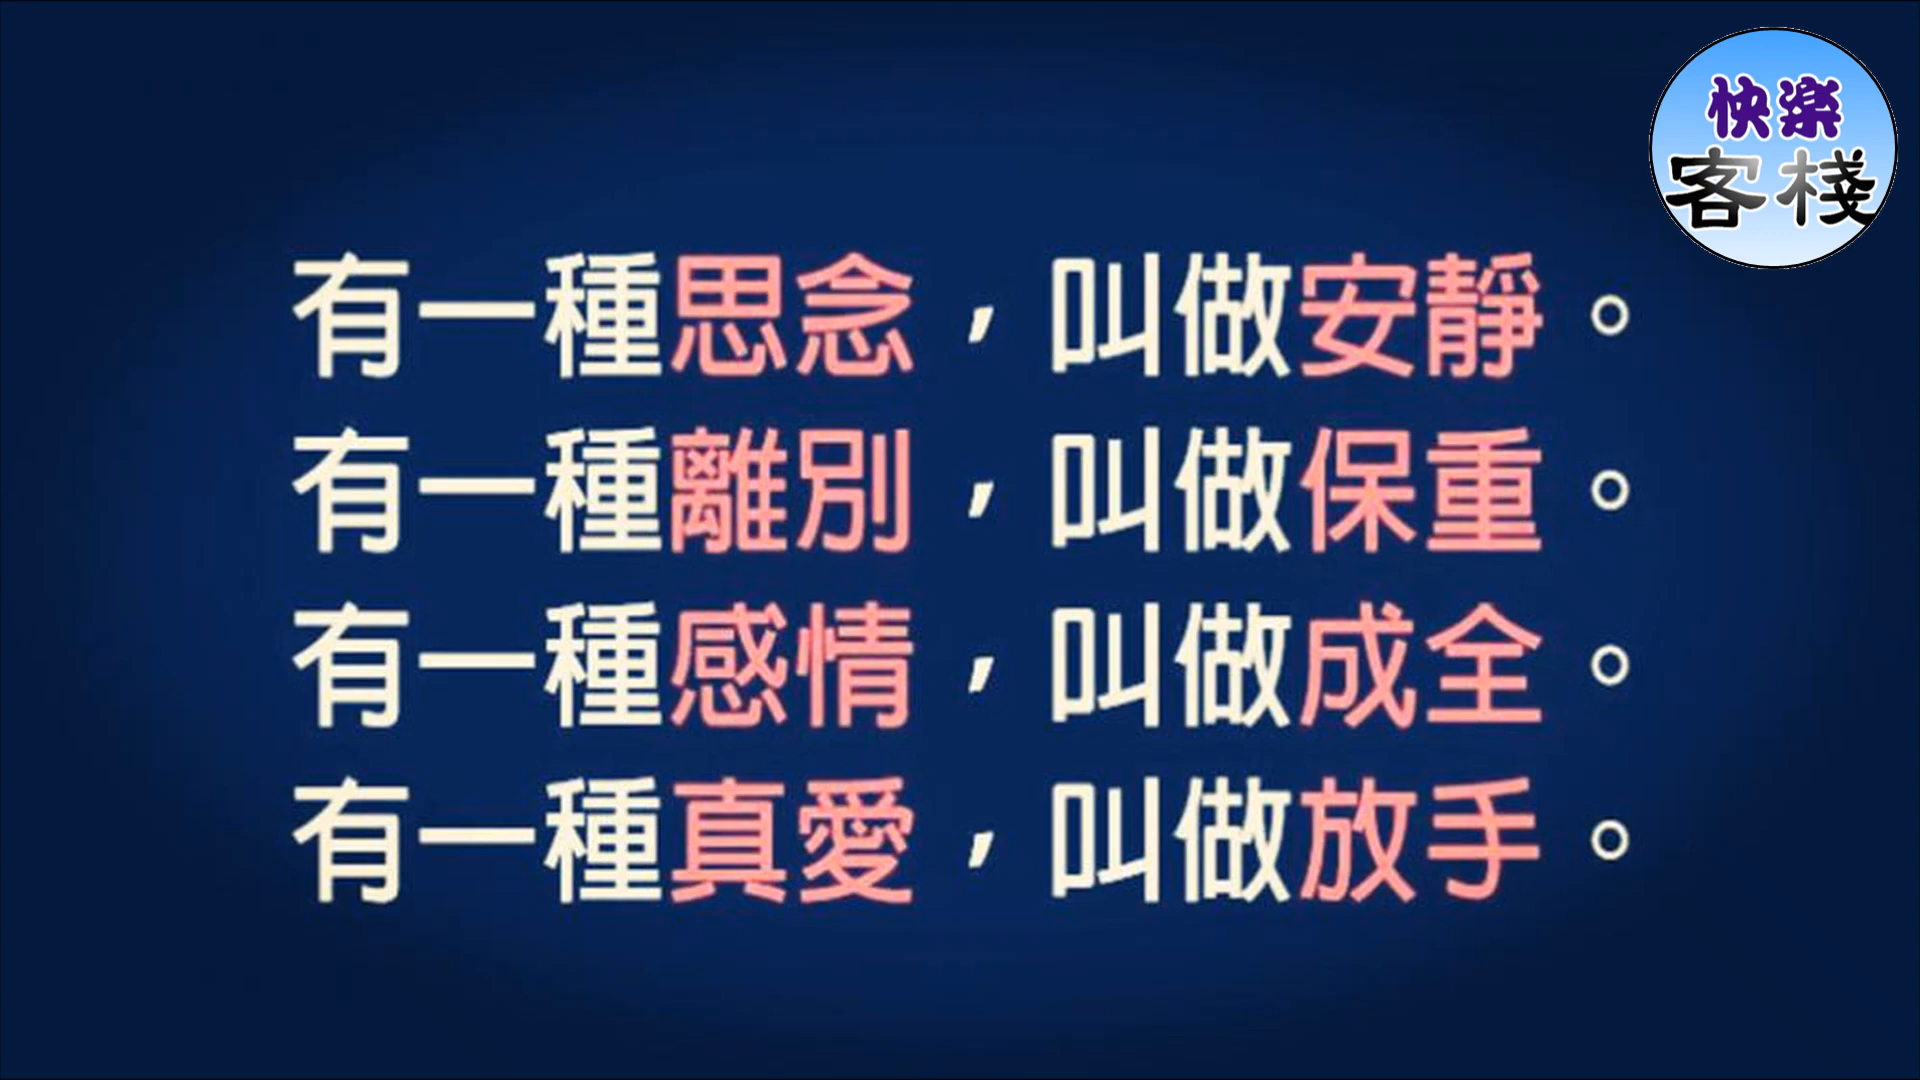 快楽
客棧
有一種思念，叫做安靜。
有一種離別，叫做保重。
有一種感情，叫做成全。
有一種真愛，叫做放手。